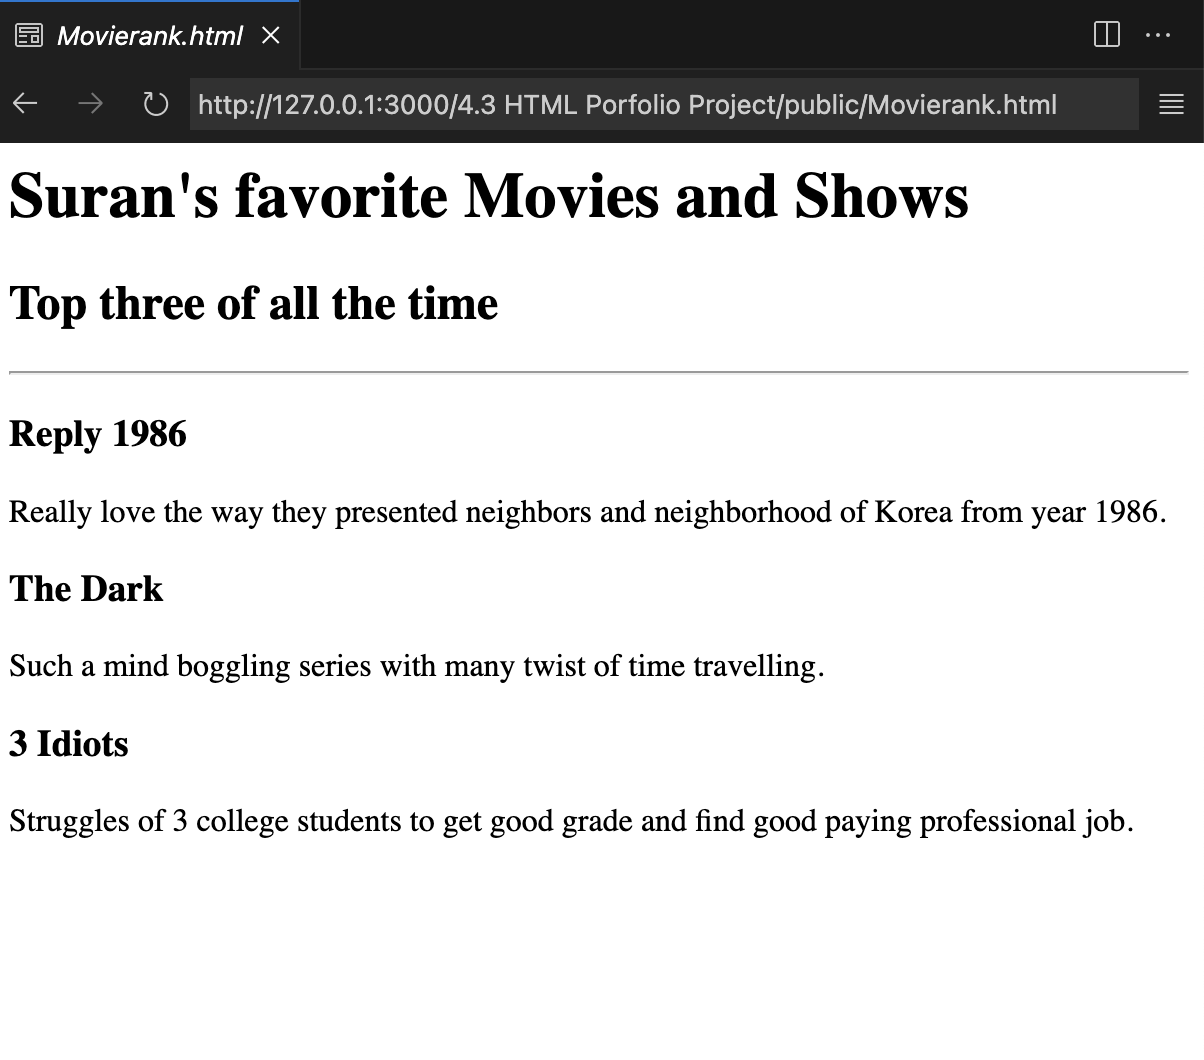 Movierank.html
http://127.0.0.1:3000/4.3 HTML Porfolio Project/public/Movierank.html
Suran's favorite Movies and Shows
Top three of all the time
Reply 1986
Really love the way they presented neighbors and neighborhood of Korea from year 1986.
The Dark
Such a mind boggling series with many twist of time travelling.
3 Idiots
Struggles of 3 college students to get good grade and find good paying professional job.